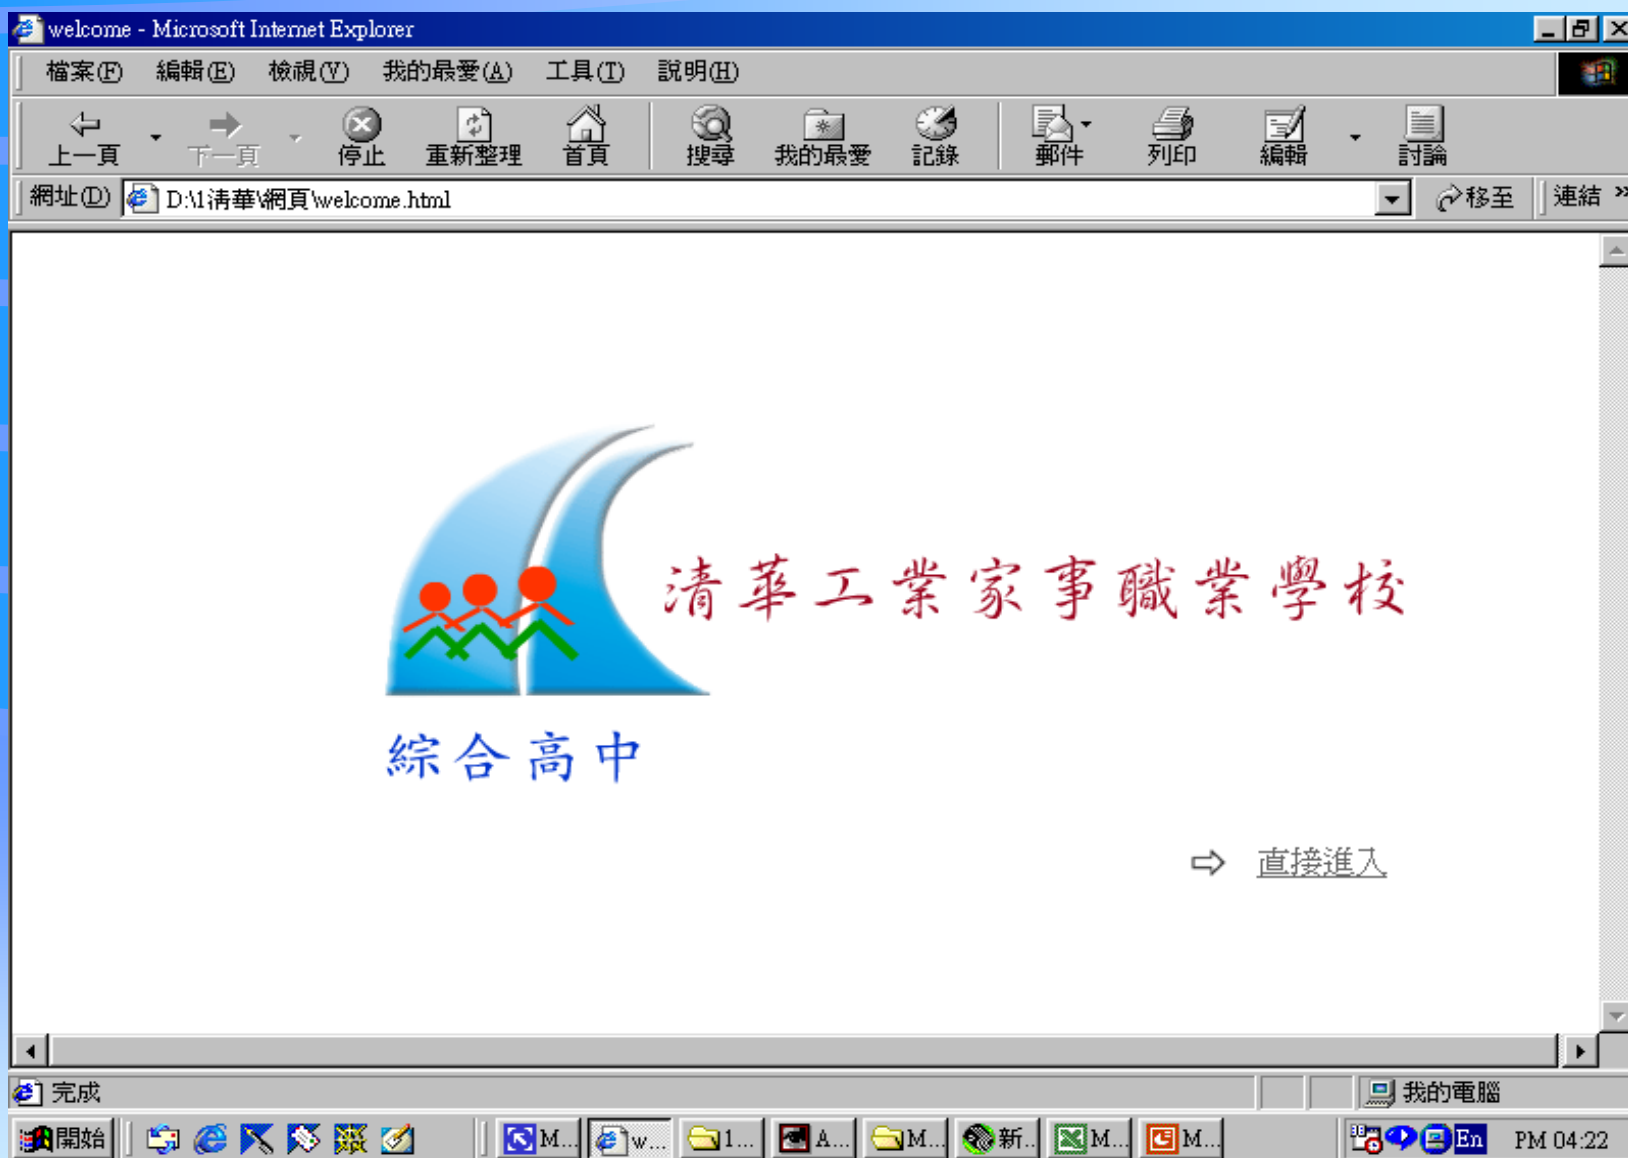 welcome - Microsoft Internet Explorer
檔案(F) 編輯(E) 檢視(V) 我的最愛(A) 工具(T) 說明(H)
上一頁 下一頁 停止 重新整理 首頁 搜尋 我的最愛 記錄 郵件 列印 編輯 討論
網址(D) D:\1清華\網頁\welcome.html 移至 連結 »
清華工業家事職業學校
綜合高中
⇨ 直接進入
完成 我的電腦
開始 M... w... 1... A... M... 新... M... M... En PM 04:22